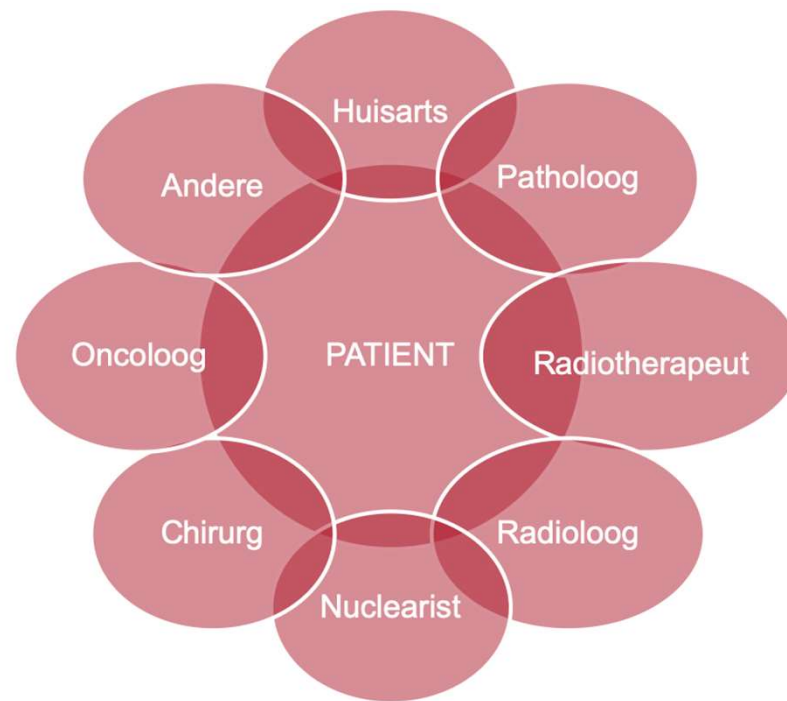 Huisarts
Patholoog
Andere
Oncoloog
PATIENT
Radiotherapeut
Chirurg
Radioloog
Nuclearist